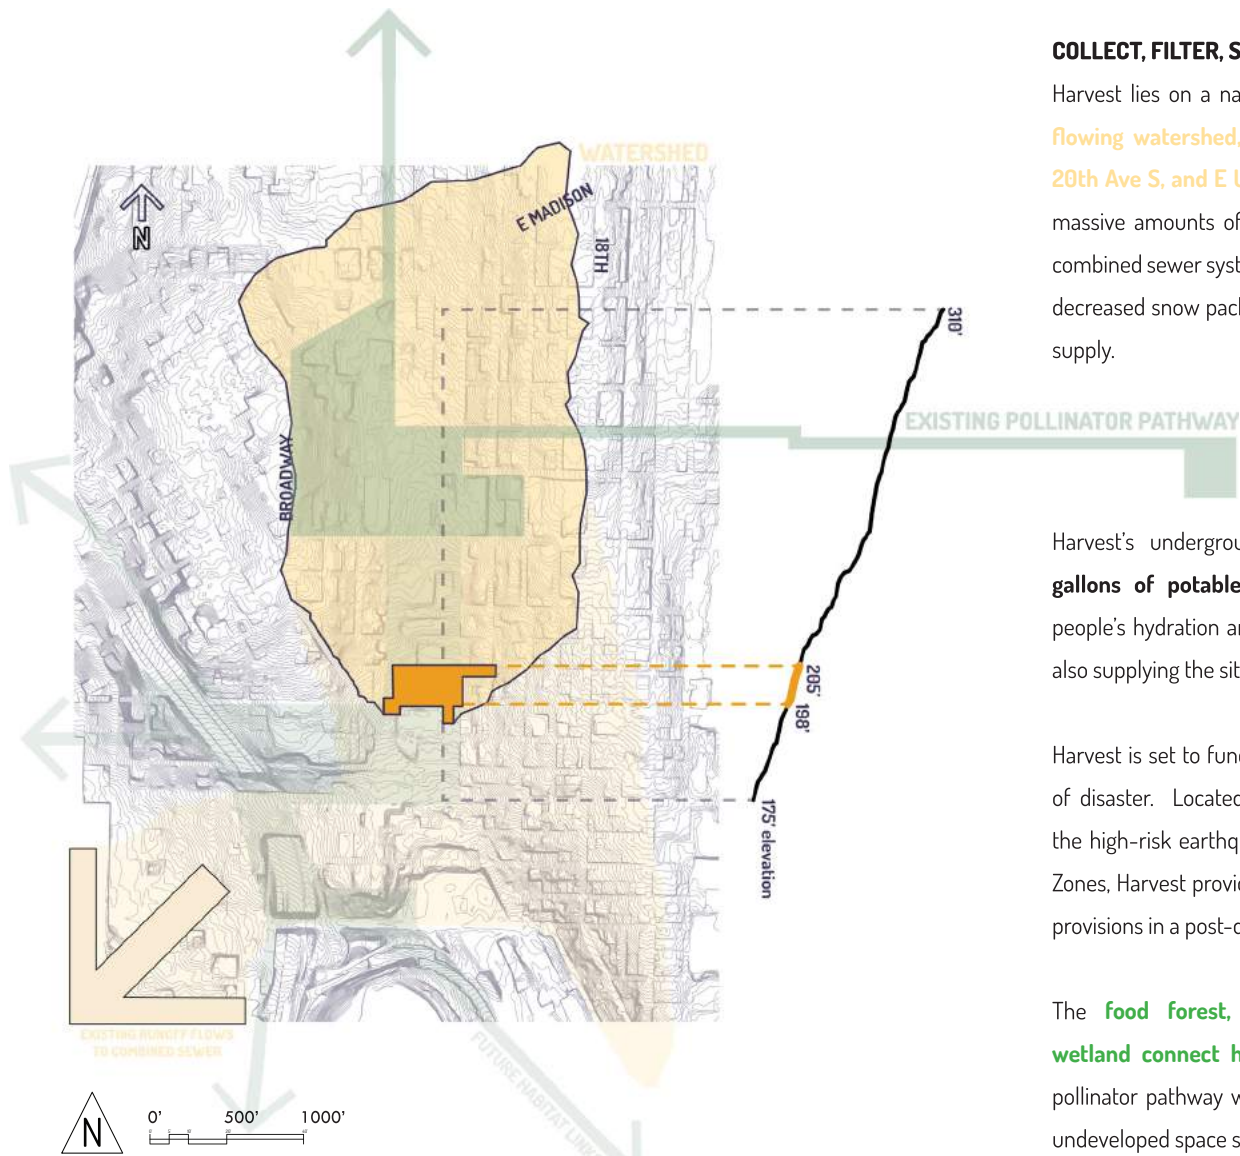 WATERSHED
E MADISON
18TH
N
310'
EXISTING POLLINATOR PATHWAY
BROADWAY
205'
198'
175' elevation
EXISTING RUNOFF FLOWS
TO COMBINED SEWER
FUTURE HABITAT LINKS
N
0' 500' 1000'
COLLECT, FILTER, S
Harvest lies on a na
flowing watershed,
20th Ave S, and E U
massive amounts of
combined sewer syst
decreased snow pack
supply.
Harvest's undergrou
gallons of potable
people's hydration an
also supplying the sit
Harvest is set to func
of disaster. Located
the high-risk earthq
Zones, Harvest provid
provisions in a post-d
The food forest,
wetland connect h
pollinator pathway w
undeveloped space s